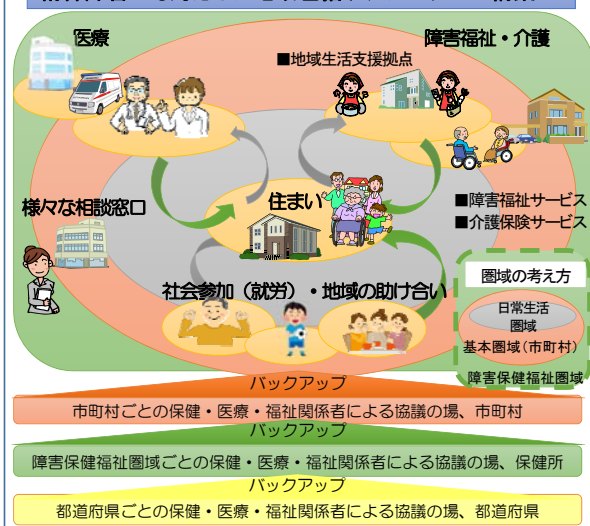 医療
障害福祉・介護
■地域生活支援拠点
住まい
様々な相談窓口
■障害福祉サービス
■介護保険サービス
社会参加（就労）・地域の助け合い
圏域の考え方
日常生活
圏域
基本圏域（市町村）
障害保健福祉圏域
バックアップ
市町村ごとの保健・医療・福祉関係者による協議の場、市町村
バックアップ
障害保健福祉圏域ごとの保健・医療・福祉関係者による協議の場、保健所
バックアップ
都道府県ごとの保健・医療・福祉関係者による協議の場、都道府県